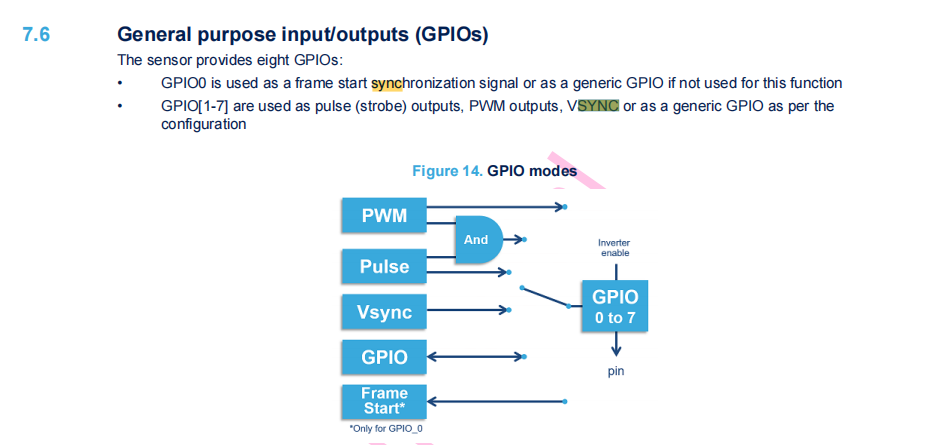 7.6 General purpose input/outputs (GPIOs)
The sensor provides eight GPIOs:
• GPIO0 is used as a frame start synchronization signal or as a generic GPIO if not used for this function
• GPIO[1-7] are used as pulse (strobe) outputs, PWM outputs, VSYNC or as a generic GPIO as per the
configuration
Figure 14. GPIO modes
PWM
And
Pulse
Vsync
GPIO
Frame
Start*
*Only for GPIO_0
Inverter
enable
GPIO
0 to 7
pin